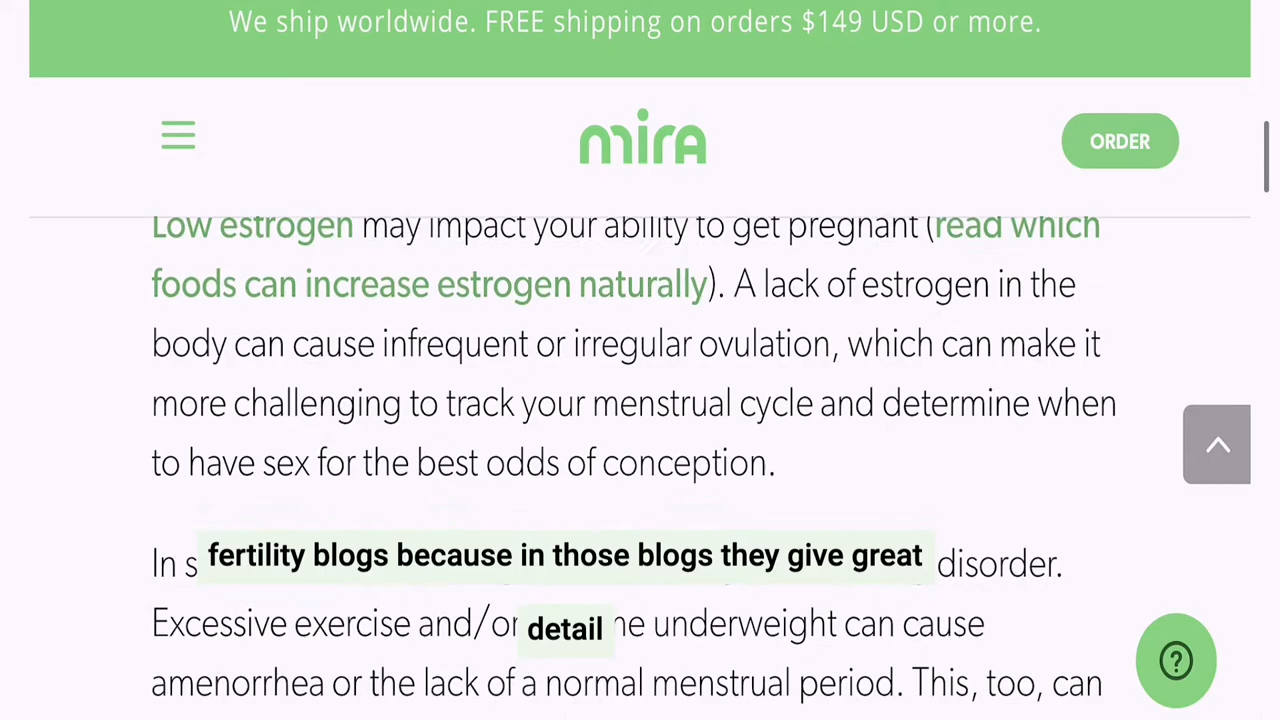 We ship worldwide. FREE shipping on orders $149 USD or more.
mira
ORDER
Low estrogen may impact your ability to get pregnant (read which
foods can increase estrogen naturally). A lack of estrogen in the
body can cause infrequent or irregular ovulation, which can make it
more challenging to track your menstrual cycle and determine when
to have sex for the best odds of conception.
In disorder.
fertility blogs because in those blogs they give great
Excessive exercise and/or underweight can cause
detail
amenorrhea or the lack of a normal menstrual period. This, too, can
?